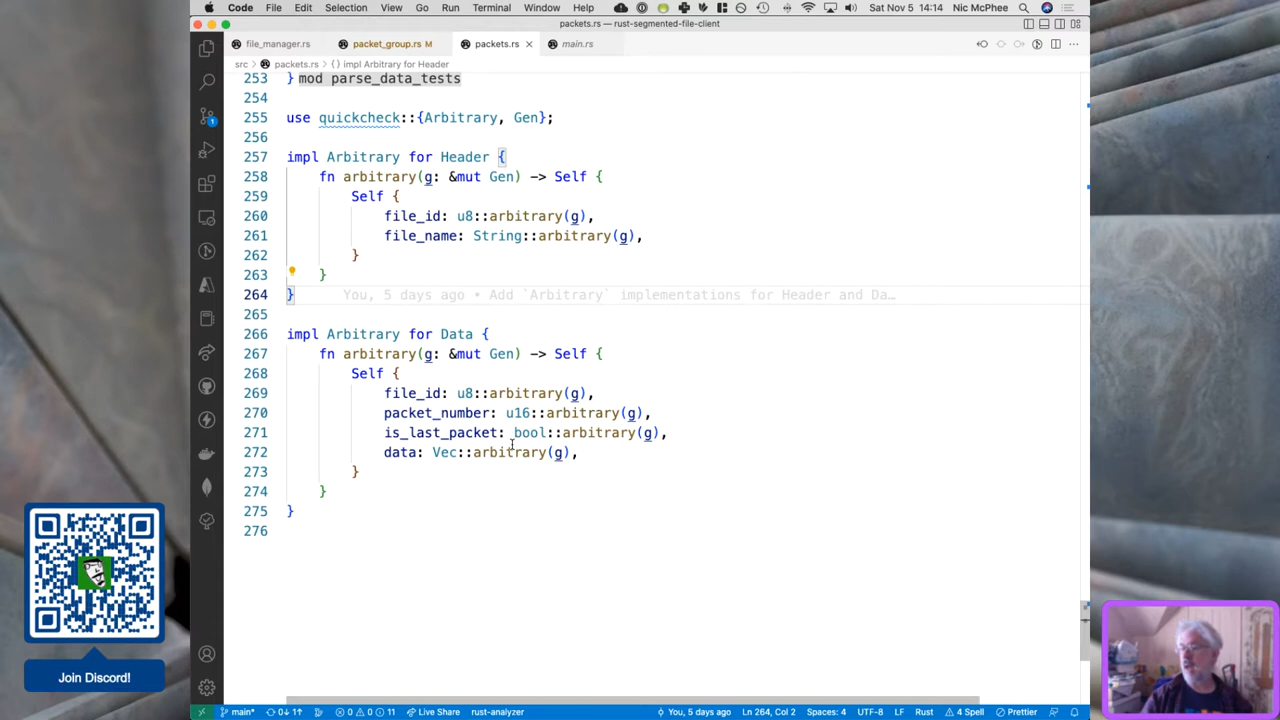 Code File Edit Selection View Go Run Terminal Window Help Sat Nov 5 14:14 Nic McPhee
packets.rs — rust-segmented-file-client
file_manager.rs packet_group.rs M packets.rs × main.rs
src > packets.rs > {} impl Arbitrary for Header
253 } mod parse_data_tests
254
255 use quickcheck::{Arbitrary, Gen};
256
257 impl Arbitrary for Header {
258 fn arbitrary(g: &mut Gen) -> Self {
259 Self {
260 file_id: u8::arbitrary(g),
261 file_name: String::arbitrary(g),
262 }
263 }
264 } You, 5 days ago • Add `Arbitrary` implementations for Header and Da…
265
266 impl Arbitrary for Data {
267 fn arbitrary(g: &mut Gen) -> Self {
268 Self {
269 file_id: u8::arbitrary(g),
270 packet_number: u16::arbitrary(g),
271 is_last_packet: bool::arbitrary(g),
272 data: Vec::arbitrary(g),
273 }
274 }
275 }
276
1
Join Discord!
main* 0↓ 1↑ 0 0 11 Live Share rust-analyzer You, 5 days ago Ln 264, Col 2 Spaces: 4 UTF-8 LF Rust 4 Spell Prettier